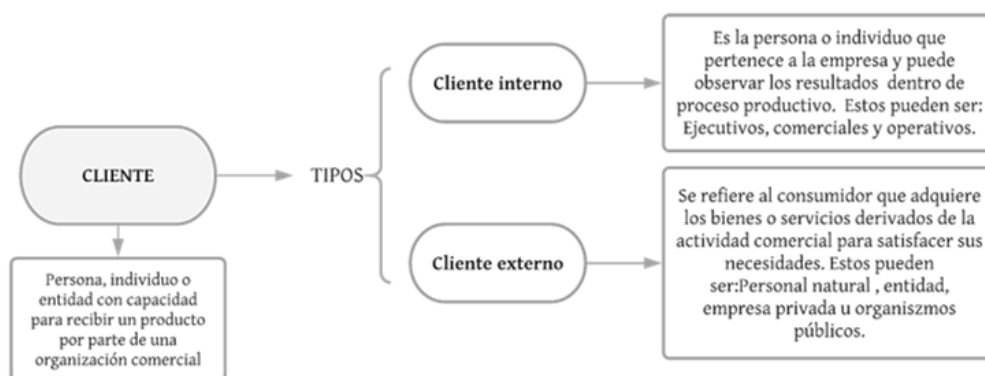 CLIENTE
Persona, individuo o
entidad con capacidad
para recibir un producto
por parte de una
organización comercial
TIPOS
Cliente interno
Es la persona o individuo que
pertenece a la empresa y puede
observar los resultados dentro de
proceso productivo. Estos pueden ser:
Ejecutivos, comerciales y operativos.
Cliente externo
Se refiere al consumidor que adquiere
los bienes o servicios derivados de la
actividad comercial para satisfacer sus
necesidades. Estos pueden
ser:Personal natural , entidad,
empresa privada u organiszmos
públicos.